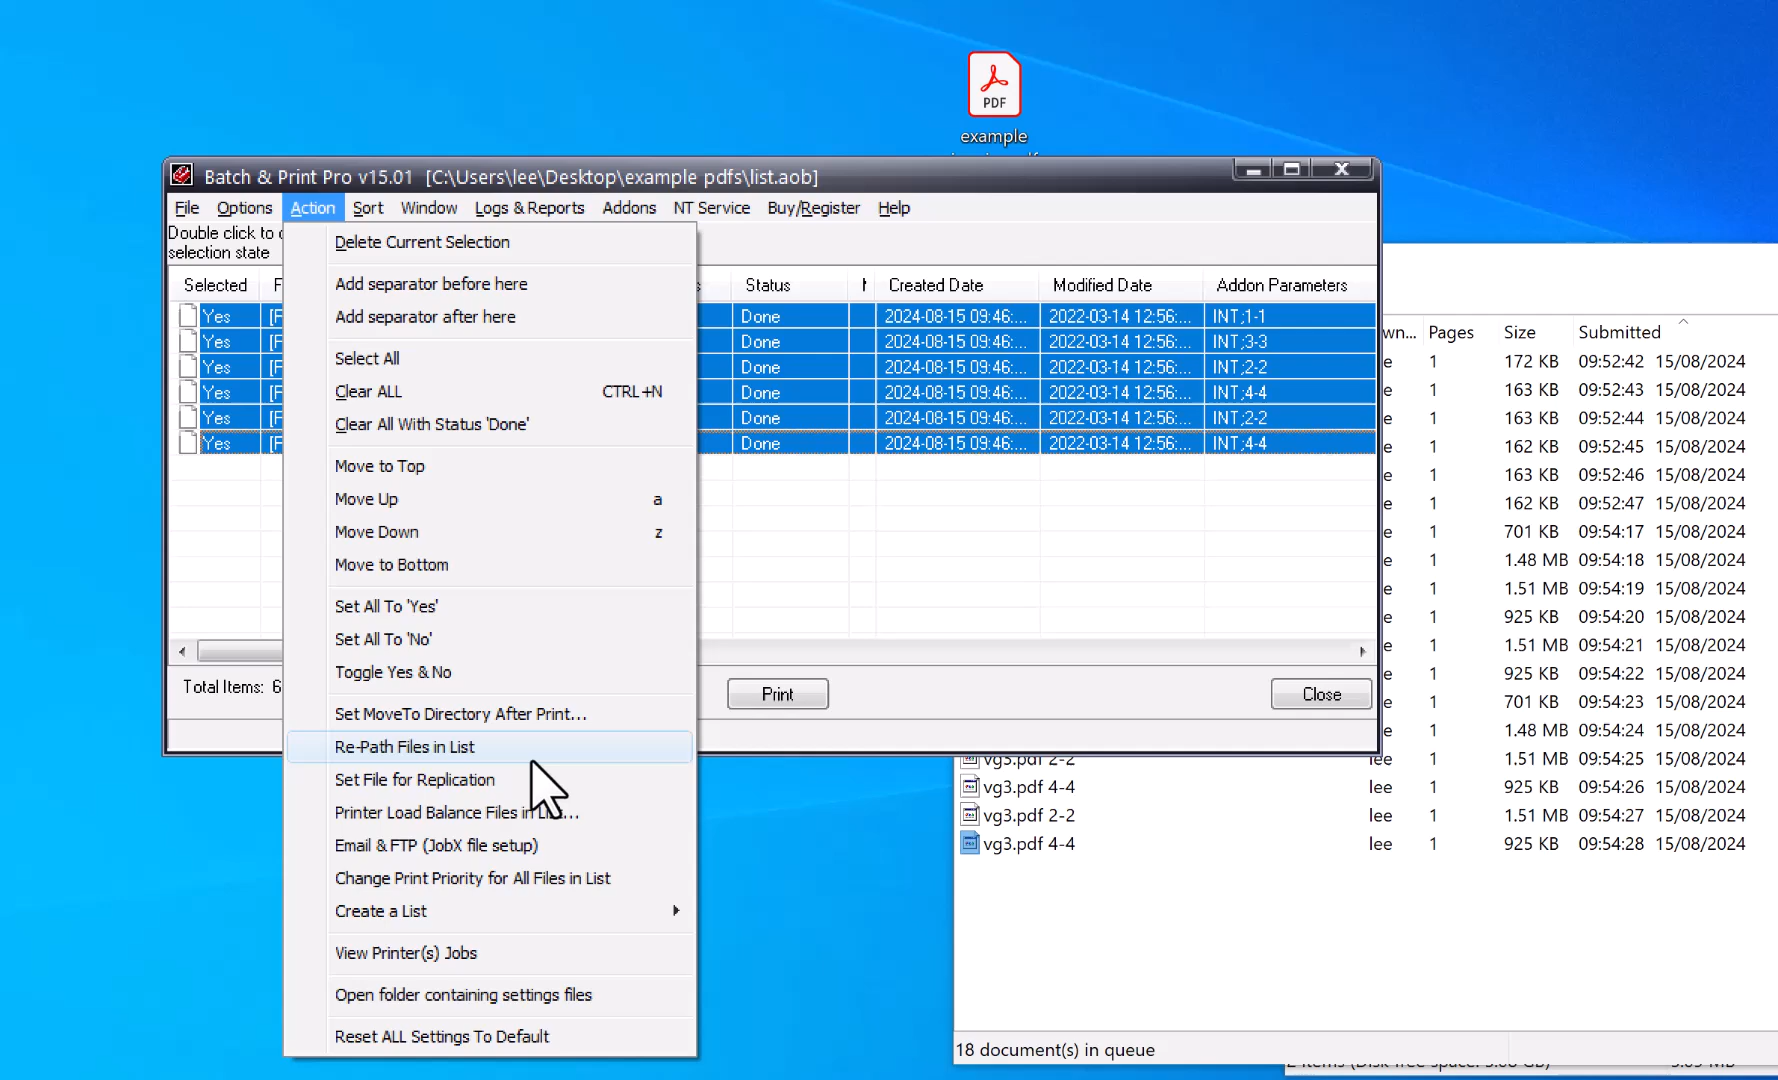 PDF
example
Batch & Print Pro v15.01 [C:\Users\lee\Desktop\example pdfs\list.aob]
File Options Action Sort Window Logs & Reports Addons NT Service Buy/Register Help
Double click to
selection state
Selected Status Created Date Modified Date Addon Parameters
Yes Done 2024-08-15 09:46:... 2022-03-14 12:56:... INT;1-1
Yes Done 2024-08-15 09:46:... 2022-03-14 12:56:... INT;3-3
Yes Done 2024-08-15 09:46:... 2022-03-14 12:56:... INT;2-2
Yes Done 2024-08-15 09:46:... 2022-03-14 12:56:... INT;4-4
Yes Done 2024-08-15 09:46:... 2022-03-14 12:56:... INT;2-2
Yes Done 2024-08-15 09:46:... 2022-03-14 12:56:... INT;4-4
Total Items: 6
Print
Close
Delete Current Selection
Add separator before here
Add separator after here
Select All
Clear ALL CTRL+N
Clear All With Status 'Done'
Move to Top
Move Up a
Move Down z
Move to Bottom
Set All To 'Yes'
Set All To 'No'
Toggle Yes & No
Set MoveTo Directory After Print...
Re-Path Files in List
Set File for Replication
Printer Load Balance Files in
Email & FTP (JobX file setup)
Change Print Priority for All Files in List
Create a List
View Printer(s) Jobs
Open folder containing settings files
Reset ALL Settings To Default
wn... Pages Size Submitted
e 1 172 KB 09:52:42 15/08/2024
e 1 163 KB 09:52:43 15/08/2024
e 1 163 KB 09:52:44 15/08/2024
e 1 162 KB 09:52:45 15/08/2024
e 1 163 KB 09:52:46 15/08/2024
e 1 162 KB 09:52:47 15/08/2024
e 1 701 KB 09:54:17 15/08/2024
e 1 1.48 MB 09:54:18 15/08/2024
e 1 1.51 MB 09:54:19 15/08/2024
e 1 925 KB 09:54:20 15/08/2024
e 1 1.51 MB 09:54:21 15/08/2024
e 1 925 KB 09:54:22 15/08/2024
e 1 701 KB 09:54:23 15/08/2024
e 1 1.48 MB 09:54:24 15/08/2024
vg3.pdf 2-2 lee 1 1.51 MB 09:54:25 15/08/2024
vg3.pdf 4-4 lee 1 925 KB 09:54:26 15/08/2024
vg3.pdf 2-2 lee 1 1.51 MB 09:54:27 15/08/2024
vg3.pdf 4-4 lee 1 925 KB 09:54:28 15/08/2024
18 document(s) in queue